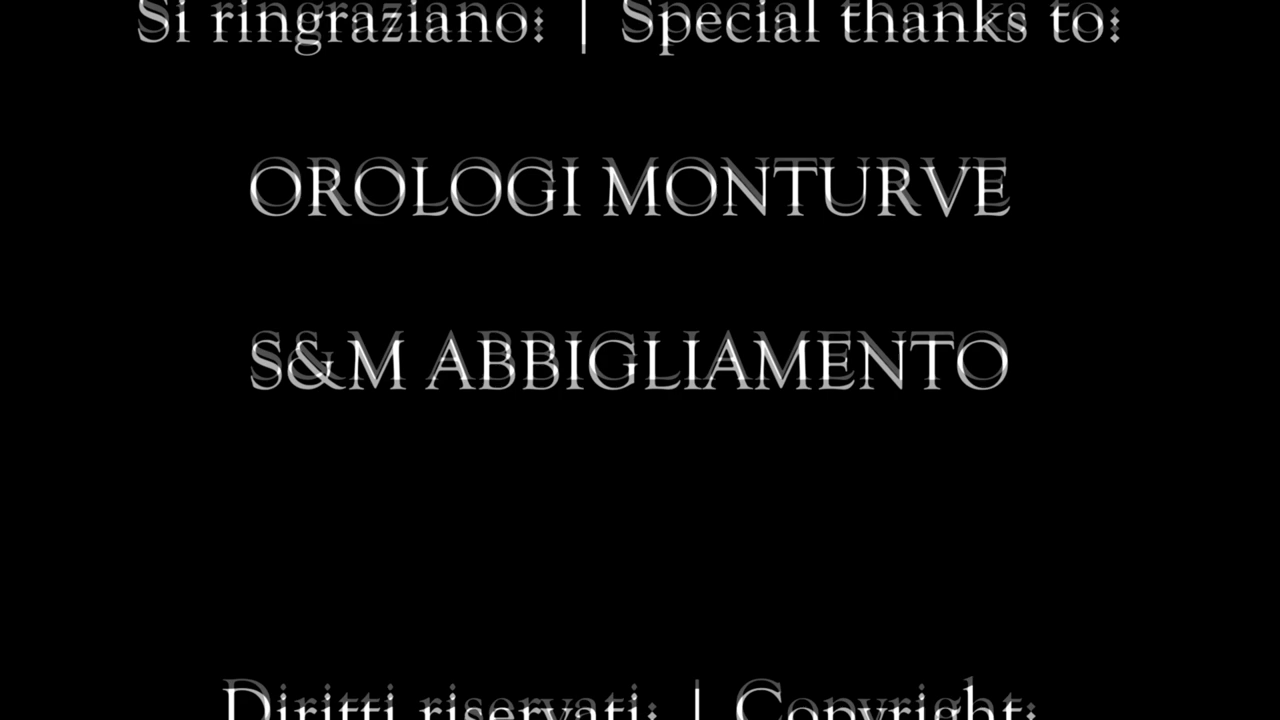 Si ringraziano: | Special thanks to:
OROLOGI MONTURVE
S&M ABBIGLIAMENTO
Diritti riservati: | Copyright: